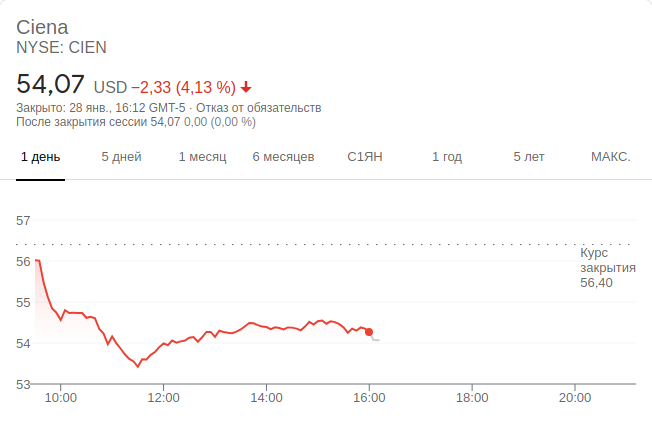 Ciena
NYSE: CIEN
54,07 USD −2,33 (4,13 %)
Закрыто: 28 янв., 16:12 GMT-5 · Отказ от обязательств
После закрытия сессии 54,07 0,00 (0,00 %)
1 день 5 дней 1 месяц 6 месяцев С1ЯН 1 год 5 лет МАКС.
57
56
55
54
53
Курс
закрытия
56,40
10:00 12:00 14:00 16:00 18:00 20:00